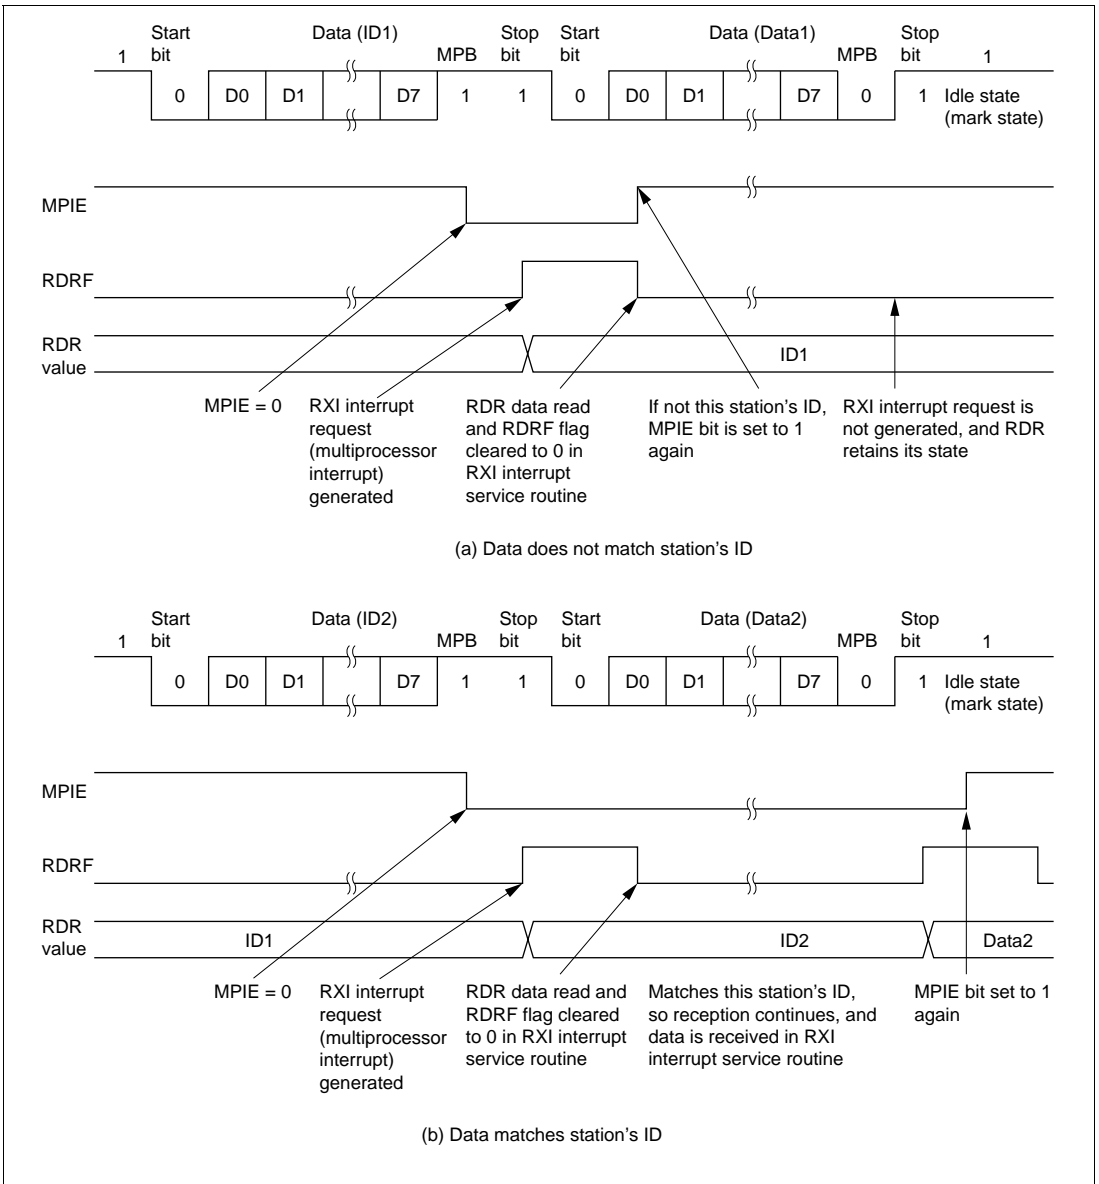 Start bit Data (ID1) Stop bit Start bit Data (Data1) Stop bit
1 MPB MPB 1
0 D0 D1 D7 1 1 0 D0 D1 D7 0 1 Idle state (mark state)
MPIE
RDRF
RDR value
ID1
MPIE = 0
RXI interrupt
request
(multiprocessor
interrupt)
generated
RDR data read
and RDRF flag
cleared to 0 in
RXI interrupt
service routine
If not this station's ID,
MPIE bit is set to 1
again
RXI interrupt request is
not generated, and RDR
retains its state
(a) Data does not match station's ID
Start bit Data (ID2) Stop bit Start bit Data (Data2) Stop bit
1 MPB MPB 1
0 D0 D1 D7 1 1 0 D0 D1 D7 0 1 Idle state (mark state)
MPIE
RDRF
RDR value
ID1 ID2 Data2
MPIE = 0
RXI interrupt
request
(multiprocessor
interrupt)
generated
RDR data read and
RDRF flag cleared
to 0 in RXI interrupt
service routine
Matches this station's ID,
so reception continues, and
data is received in RXI
interrupt service routine
MPIE bit set to 1
again
(b) Data matches station's ID